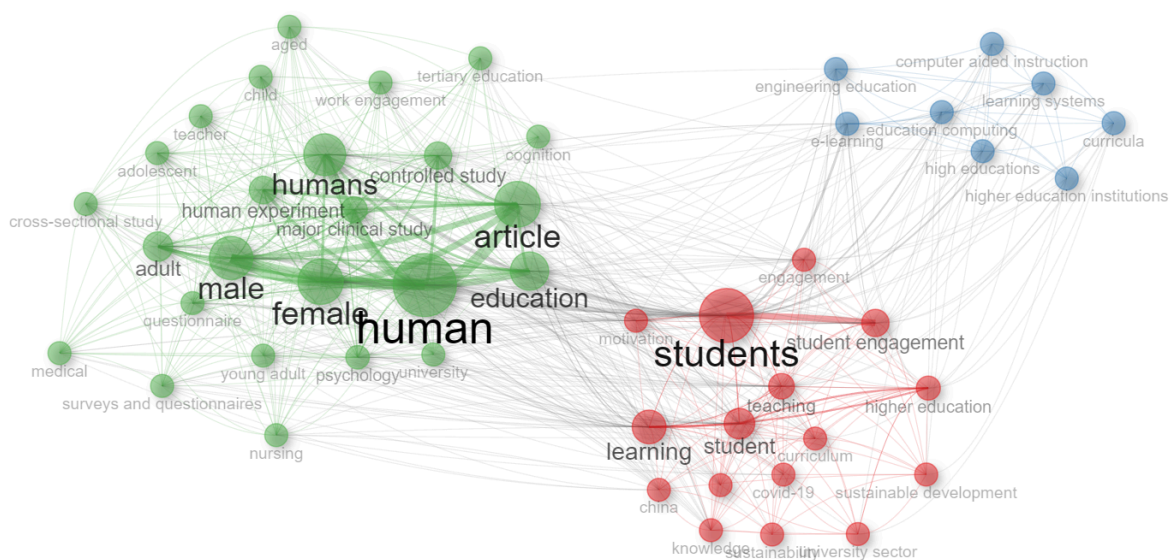 aged
tertiary education
child
work engagement
teacher
cognition
adolescent
humans
controlled study
cross-sectional study
human experiment
major clinical study
article
adult
male
female
human
education
questionnaire
medical
young adult
psychology
university
surveys and questionnaires
nursing
computer aided instruction
engineering education
learning systems
e-learning
education computing
curricula
high educations
higher education institutions
engagement
motivation
students
student engagement
teaching
higher education
learning
student
curriculum
china
covid-19
sustainable development
knowledge
sustainability
university sector